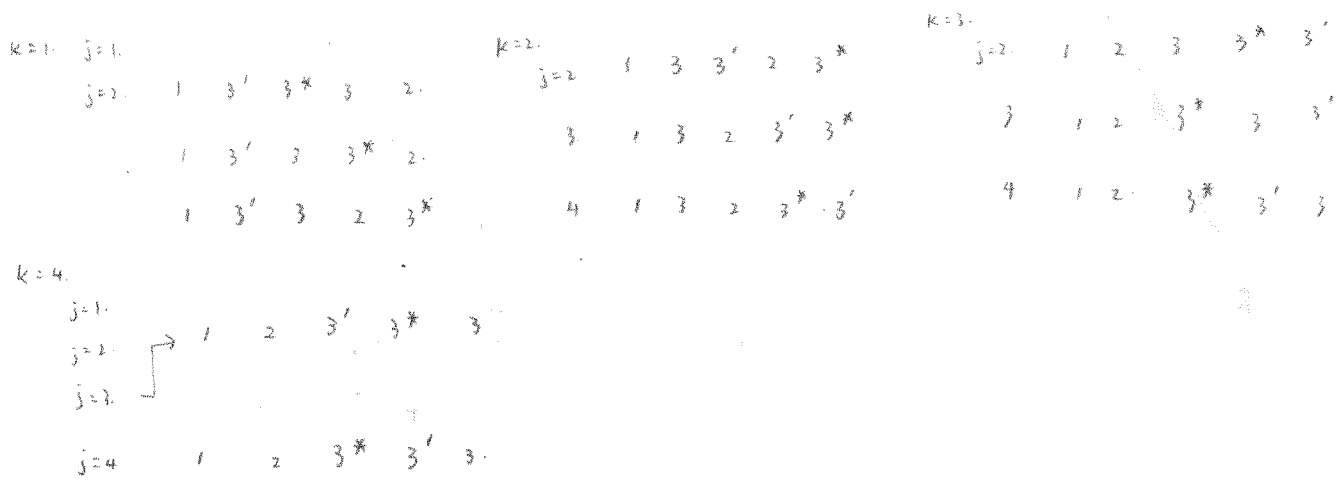 k=1. j=1.
j=2. 1 3' 3* 3 2.
1 3' 3 3* 2.
1 3' 3 2 3*
k=2.
j=2 1 3 3' 2 3*
3 1 3 2 3' 3*
4 1 3 2 3* 3'
k=3.
j=2. 1 2 3 3* 3'
3 1 2 3* 3 3'
4 1 2. 3* 3' 3
k=4.
j=1.
j=2. 1 2 3' 3* 3
j=3.
j=4 1 2 3* 3' 3.